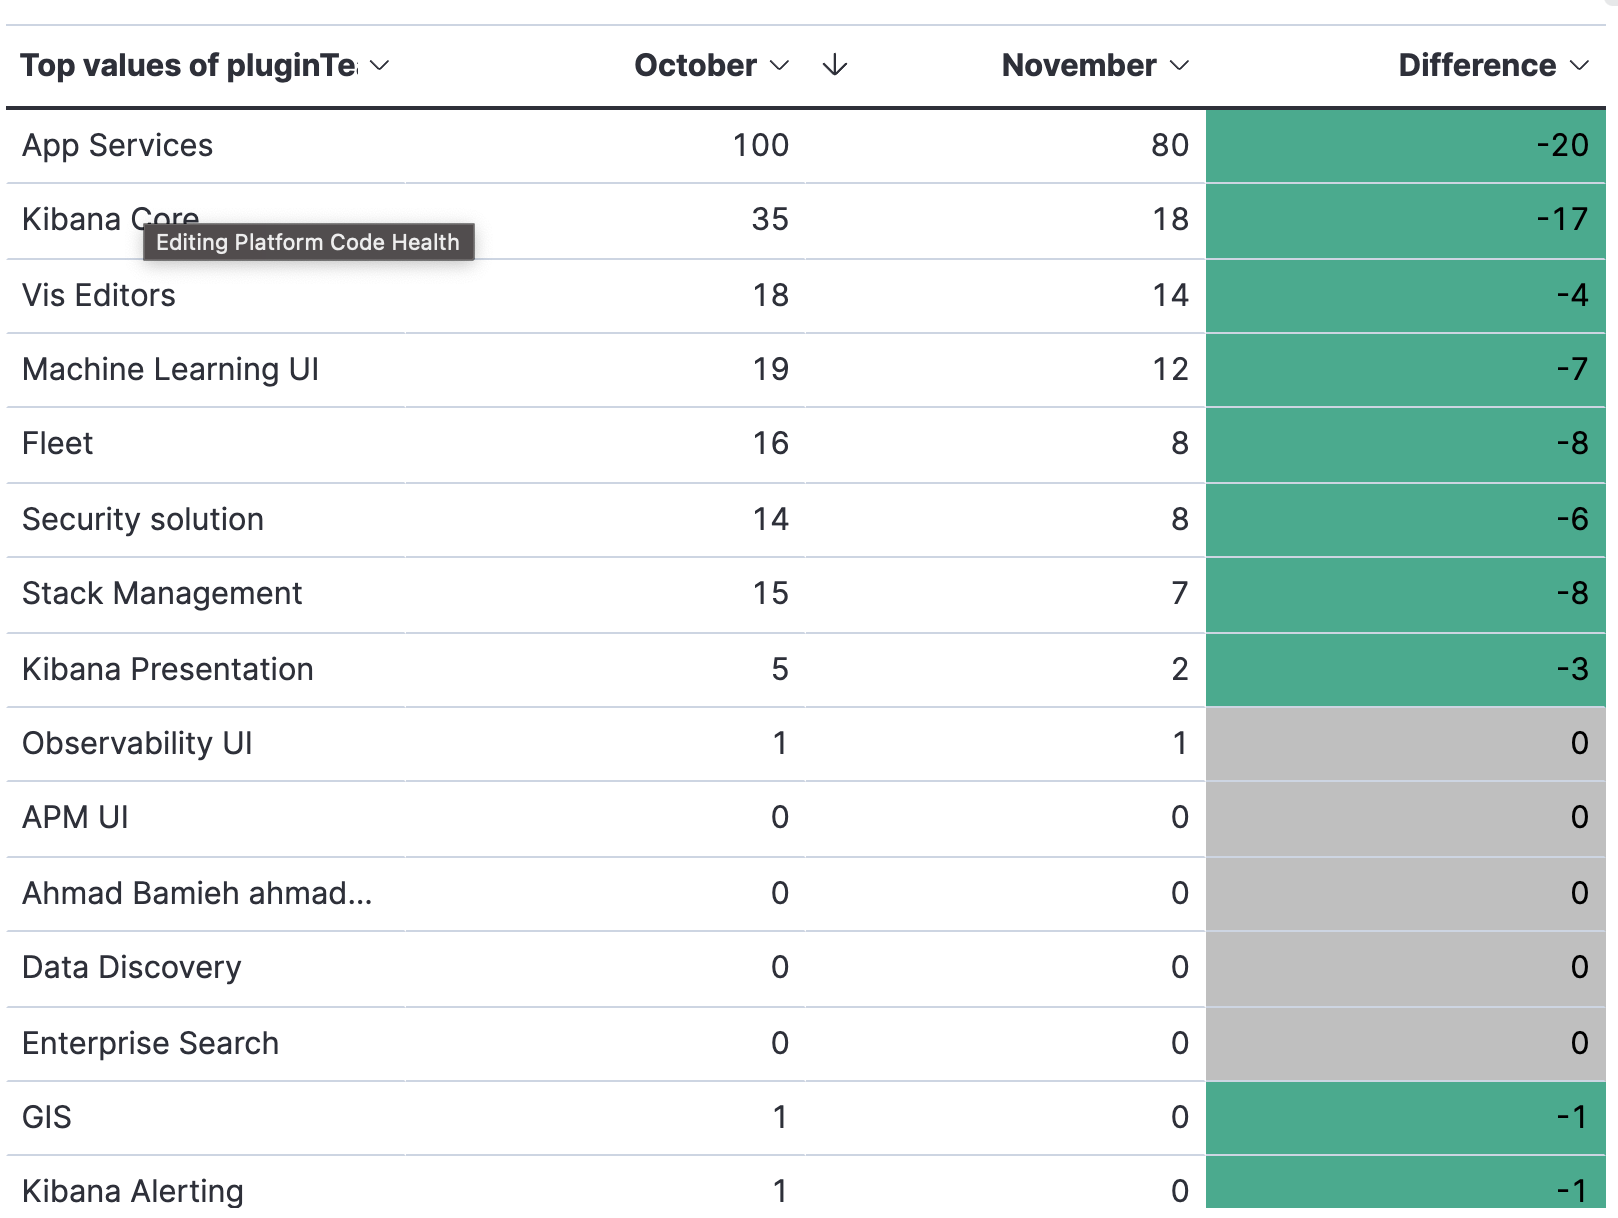 Top values of pluginTe
October
November
Difference
App Services 100 80 -20
Kibana Core 35 18 -17
Editing Platform Code Health
Vis Editors 18 14 -4
Machine Learning UI 19 12 -7
Fleet 16 8 -8
Security solution 14 8 -6
Stack Management 15 7 -8
Kibana Presentation 5 2 -3
Observability UI 1 1 0
APM UI 0 0 0
Ahmad Bamieh ahmad... 0 0 0
Data Discovery 0 0 0
Enterprise Search 0 0 0
GIS 1 0 -1
Kibana Alerting 1 0 -1